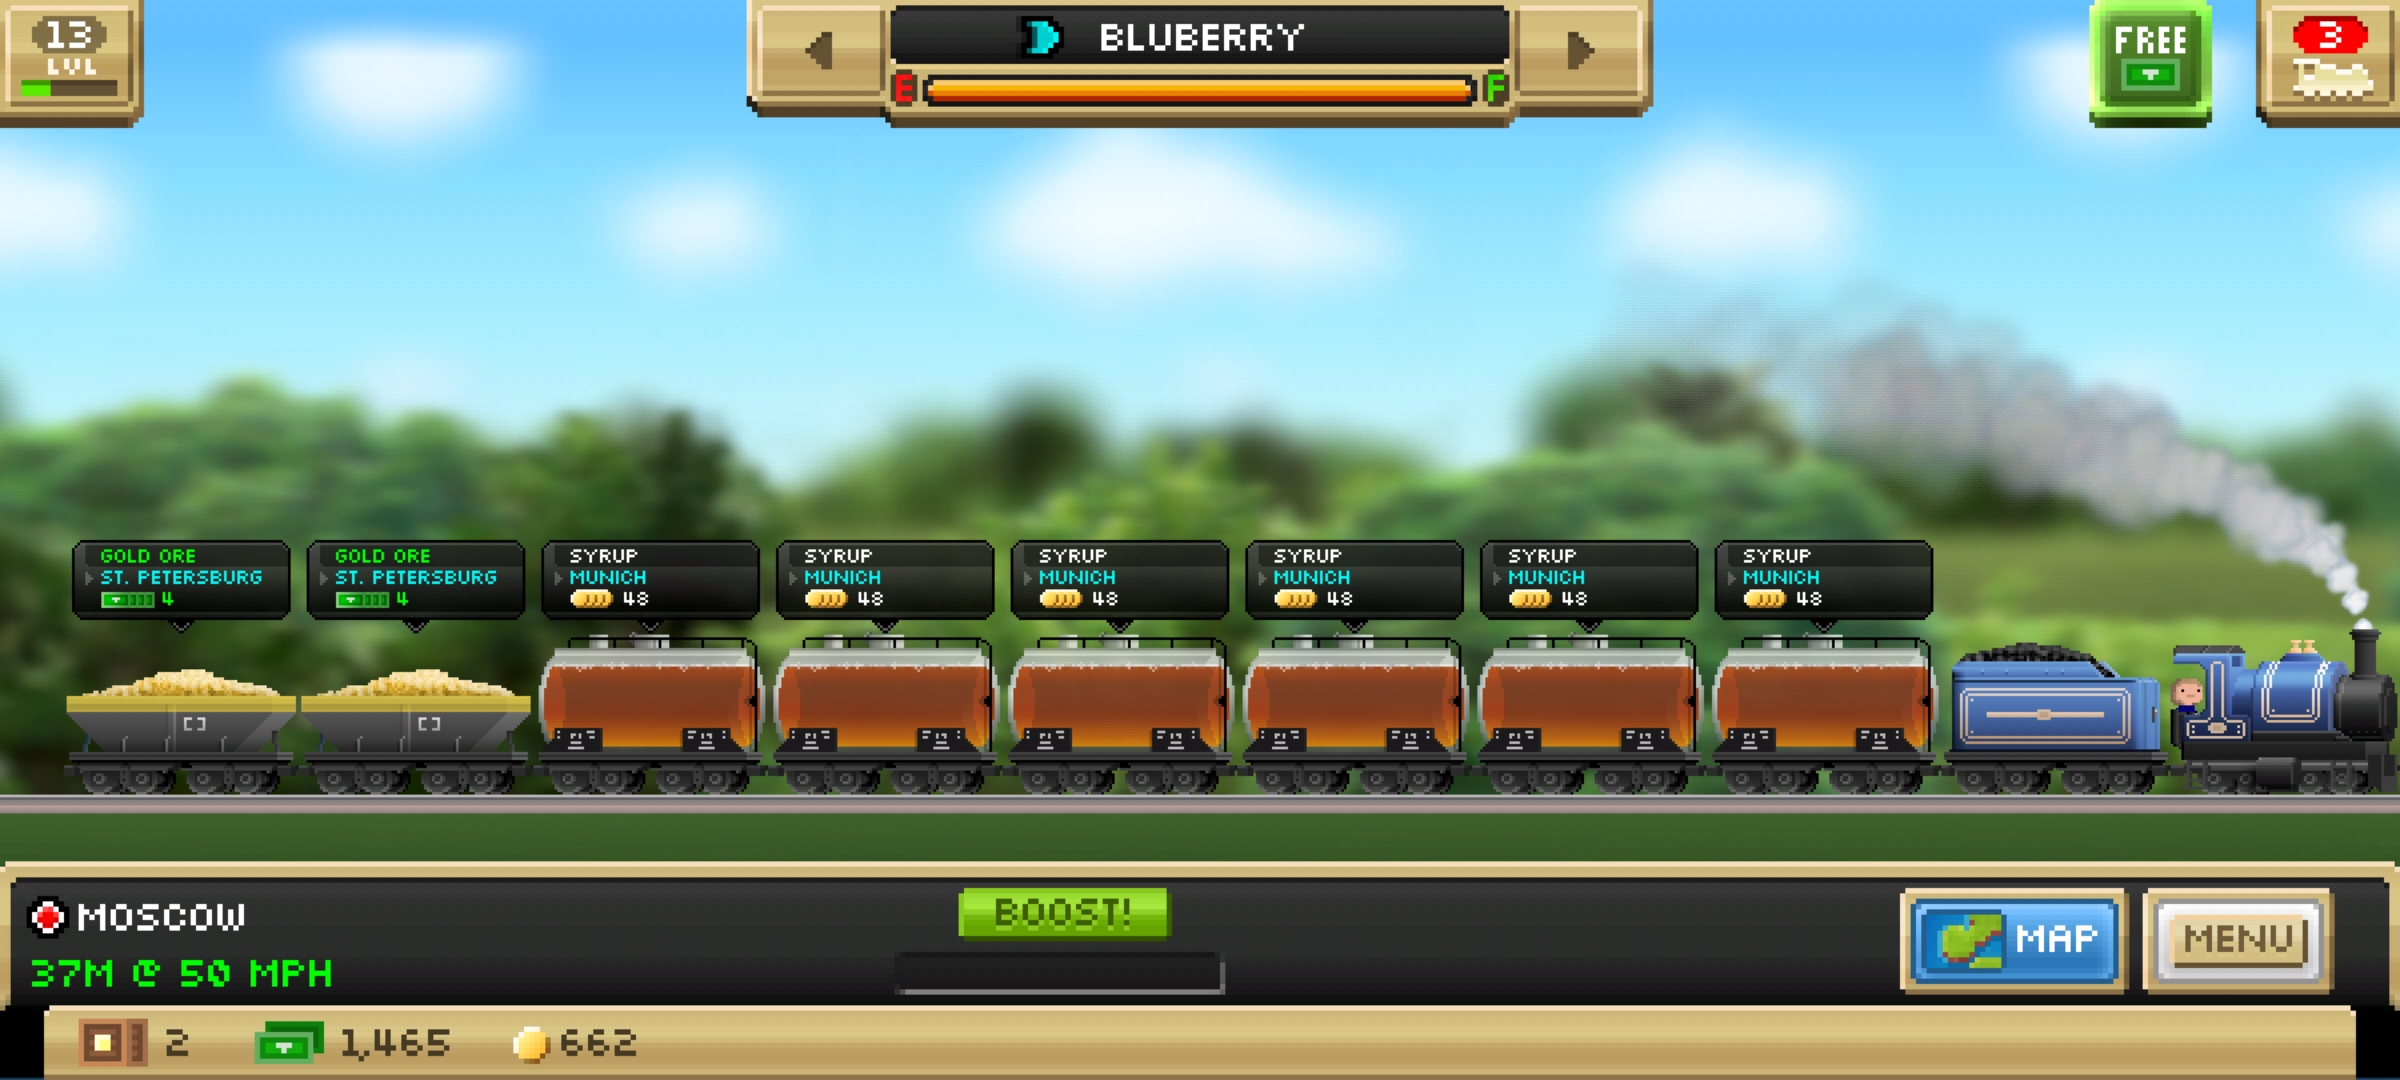 13
LVL
BLUBERRY
E F
FREE
3
GOLD ORE
ST. PETERSBURG
4
GOLD ORE
ST. PETERSBURG
4
SYRUP
MUNICH
48
SYRUP
MUNICH
48
SYRUP
MUNICH
48
SYRUP
MUNICH
48
SYRUP
MUNICH
48
SYRUP
MUNICH
48
MOSCOW
37M @ 50 MPH
BOOST!
MAP
MENU
2 1,465 662